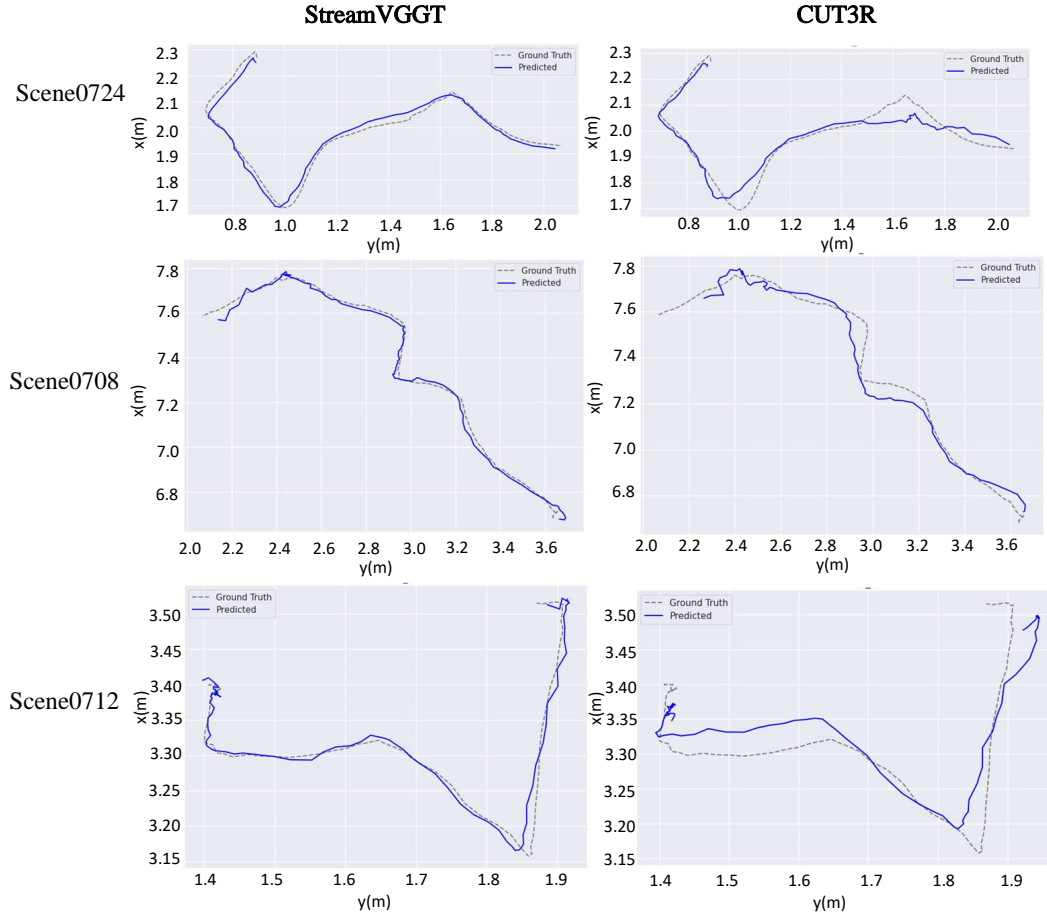 StreamVGGT
CUT3R
Scene0724
x(m)
2.3
2.2
2.1
2.0
1.9
1.8
1.7
Ground Truth
Predicted
0.8 1.0 1.2 1.4 1.6 1.8 2.0
y(m)
x(m)
2.3
2.2
2.1
2.0
1.9
1.8
1.7
Ground Truth
Predicted
0.8 1.0 1.2 1.4 1.6 1.8 2.0
y(m)
Scene0708
x(m)
7.8
7.6
7.4
7.2
7.0
6.8
Ground Truth
Predicted
2.0 2.2 2.4 2.6 2.8 3.0 3.2 3.4 3.6
y(m)
x(m)
7.8
7.6
7.4
7.2
7.0
6.8
Ground Truth
Predicted
2.0 2.2 2.4 2.6 2.8 3.0 3.2 3.4 3.6
y(m)
Scene0712
x(m)
3.50
3.45
3.40
3.35
3.30
3.25
3.20
3.15
Ground Truth
Predicted
1.4 1.5 1.6 1.7 1.8 1.9
y(m)
x(m)
3.50
3.45
3.40
3.35
3.30
3.25
3.20
3.15
Ground Truth
Predicted
1.4 1.5 1.6 1.7 1.8 1.9
y(m)